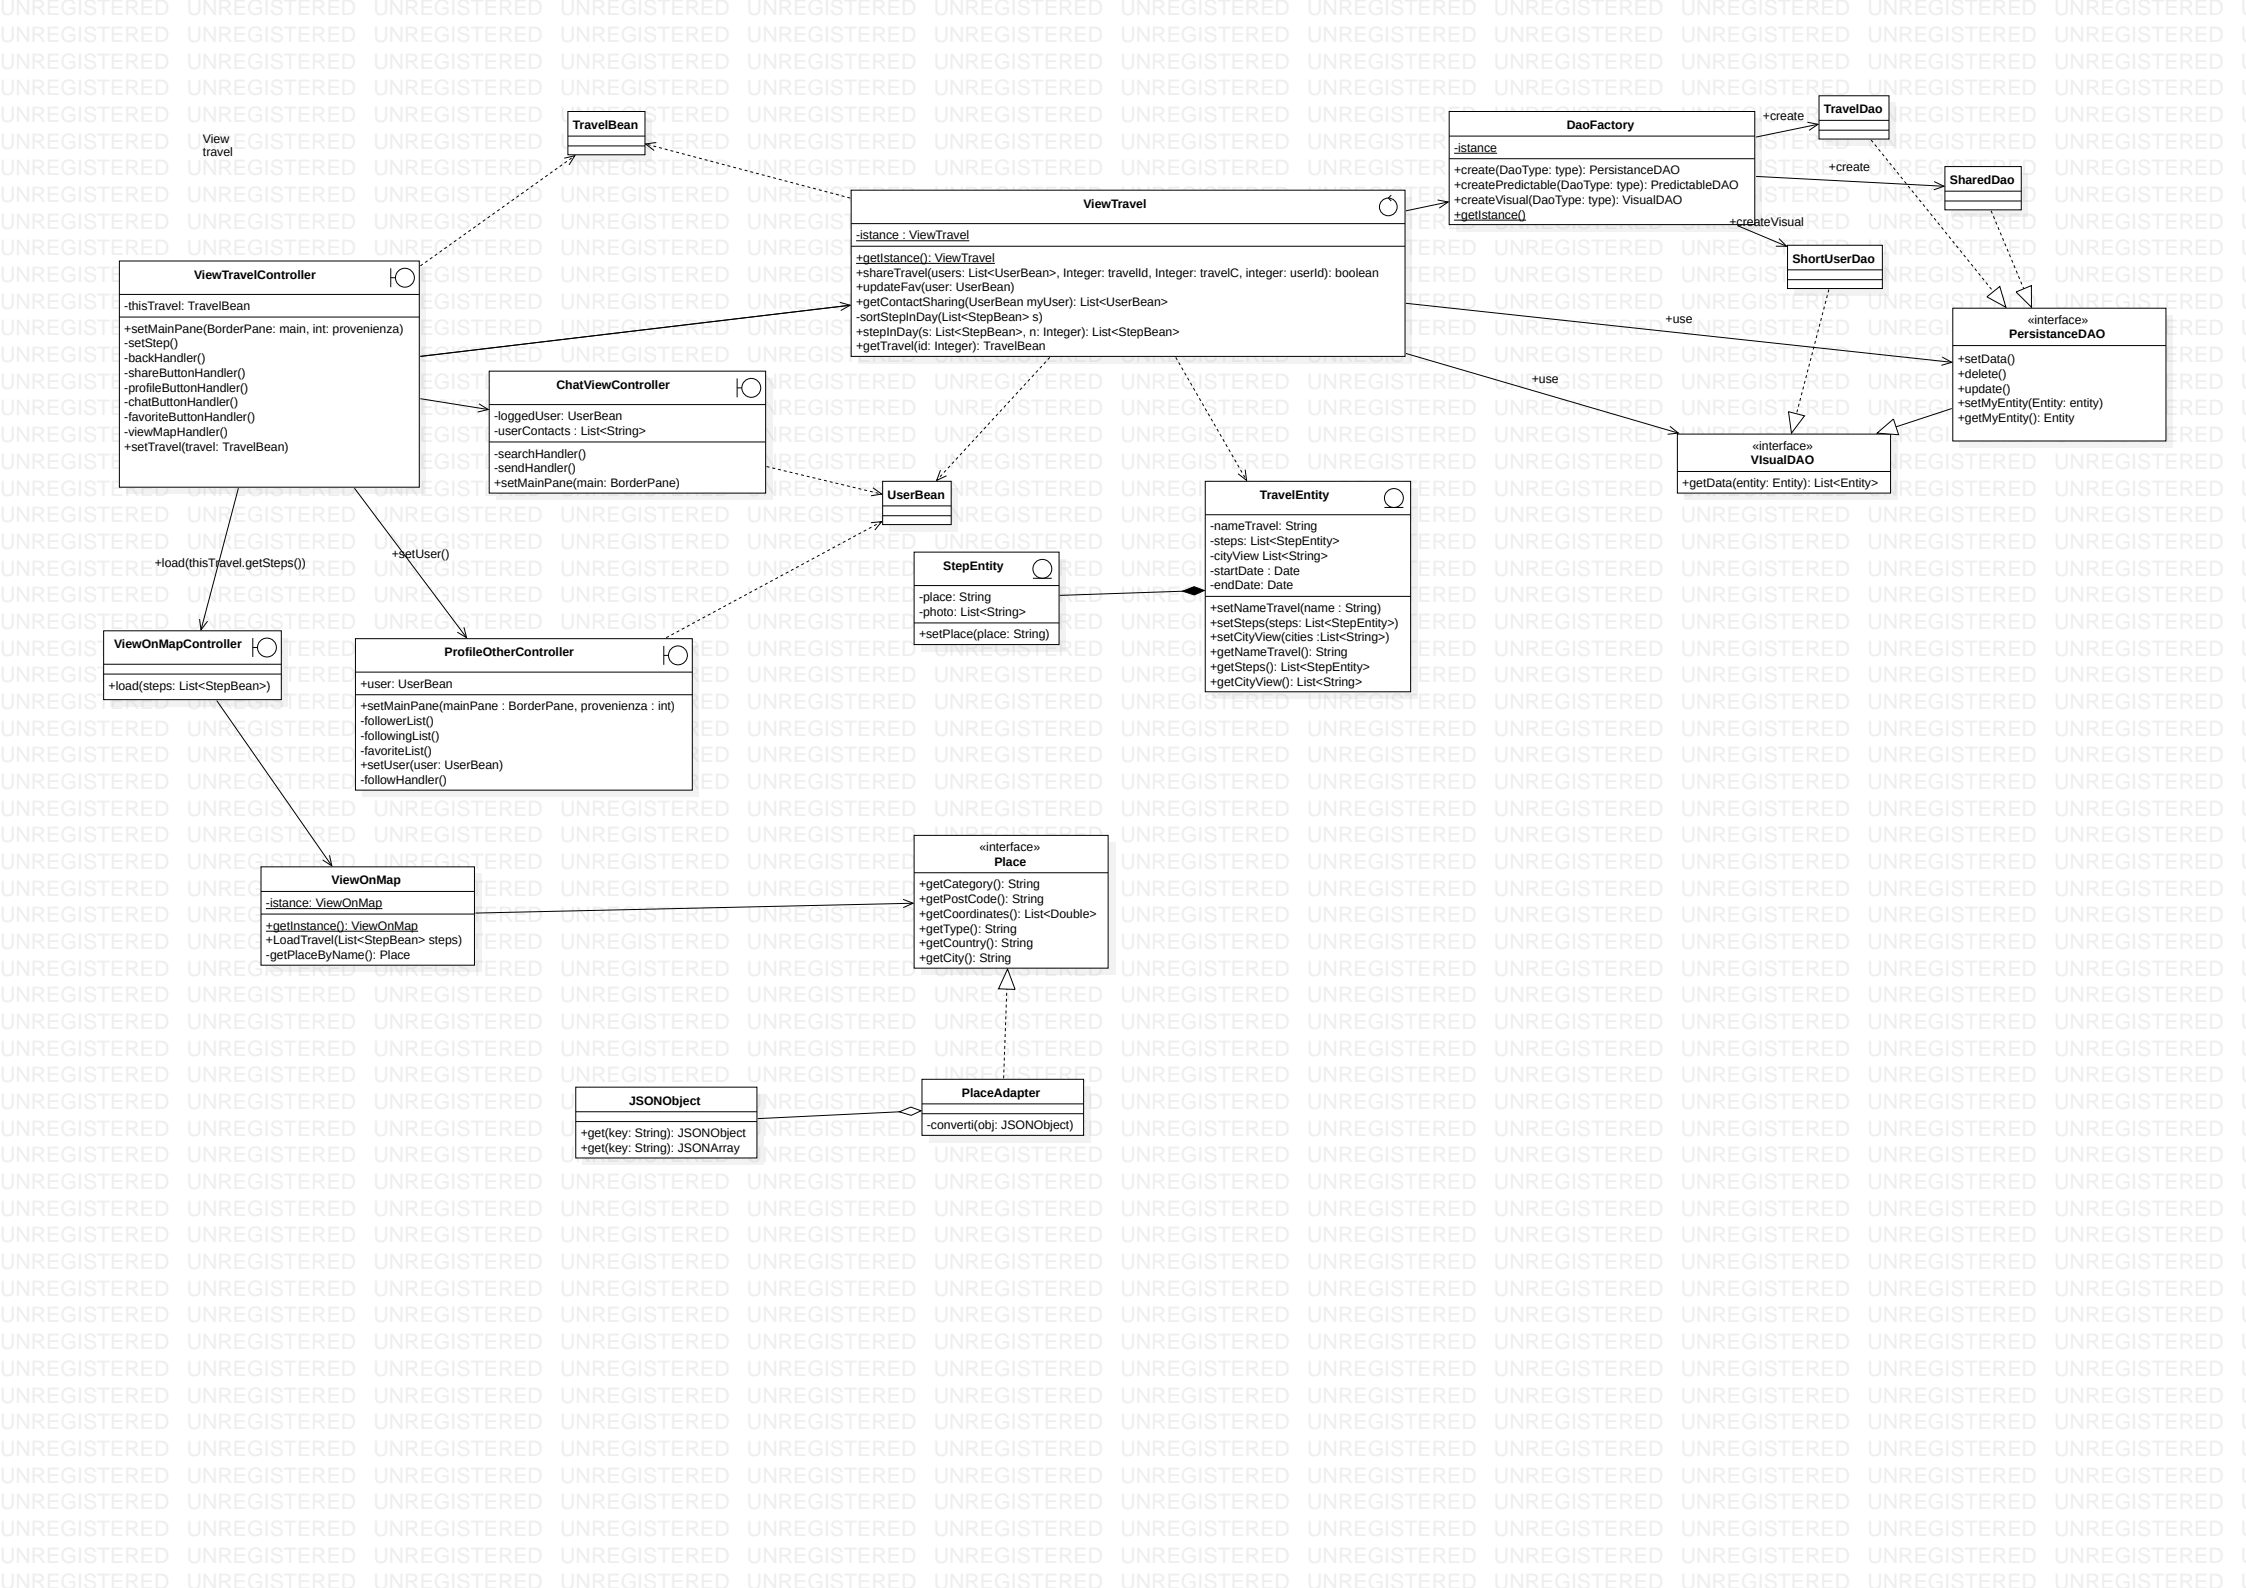 View
travel
TravelBean
ViewTravelController
-thisTravel: TravelBean
+setMainPane(BorderPane: main, int: provenienza)
-setStep()
-backHandler()
-shareButtonHandler()
-profileButtonHandler()
-chatButtonHandler()
-favoriteButtonHandler()
-viewMapHandler()
+setTravel(travel: TravelBean)
ViewTravel
-istance : ViewTravel
+getIstance(): ViewTravel
+shareTravel(users: List<UserBean>, Integer: travelId, Integer: travelC, integer: userId): boolean
+updateFav(user: UserBean)
+getContactSharing(UserBean myUser): List<UserBean>
-sortStepInDay(List<StepBean> s)
+stepInDay(s: List<StepBean>, n: Integer): List<StepBean>
+getTravel(id: Integer): TravelBean
DaoFactory
-istance
+create(DaoType: type): PersistanceDAO
+createPredictable(DaoType: type): PredictableDAO
+createVisual(DaoType: type): VisualDAO
+getIstance()
+create
TravelDao
+create
SharedDao
+createVisual
ShortUserDao
+use
+use
«interface»
PersistanceDAO
+setData()
+delete()
+update()
+setMyEntity(Entity: entity)
+getMyEntity(): Entity
«interface»
VIsualDAO
+getData(entity: Entity): List<Entity>
ChatViewController
-loggedUser: UserBean
-userContacts : List<String>
-searchHandler()
-sendHandler()
+setMainPane(main: BorderPane)
UserBean
TravelEntity
-nameTravel: String
-steps: List<StepEntity>
-cityView List<String>
-startDate : Date
-endDate: Date
+setNameTravel(name : String)
+setSteps(steps: List<StepEntity>)
+setCityView(cities :List<String>)
+getNameTravel(): String
+getSteps(): List<StepEntity>
+getCityView(): List<String>
StepEntity
-place: String
-photo: List<String>
+setPlace(place: String)
+load(thisTravel.getSteps())
+setUser()
ViewOnMapController
+load(steps: List<StepBean>)
ProfileOtherController
+user: UserBean
+setMainPane(mainPane : BorderPane, provenienza : int)
-followerList()
-followingList()
-favoriteList()
+setUser(user: UserBean)
-followHandler()
ViewOnMap
-istance: ViewOnMap
+getInstance(): ViewOnMap
+LoadTravel(List<StepBean> steps)
-getPlaceByName(): Place
«interface»
Place
+getCategory(): String
+getPostCode(): String
+getCoordinates(): List<Double>
+getType(): String
+getCountry(): String
+getCity(): String
JSONObject
+get(key: String): JSONObject
+get(key: String): JSONArray
PlaceAdapter
-converti(obj: JSONObject)
UNREGISTERED